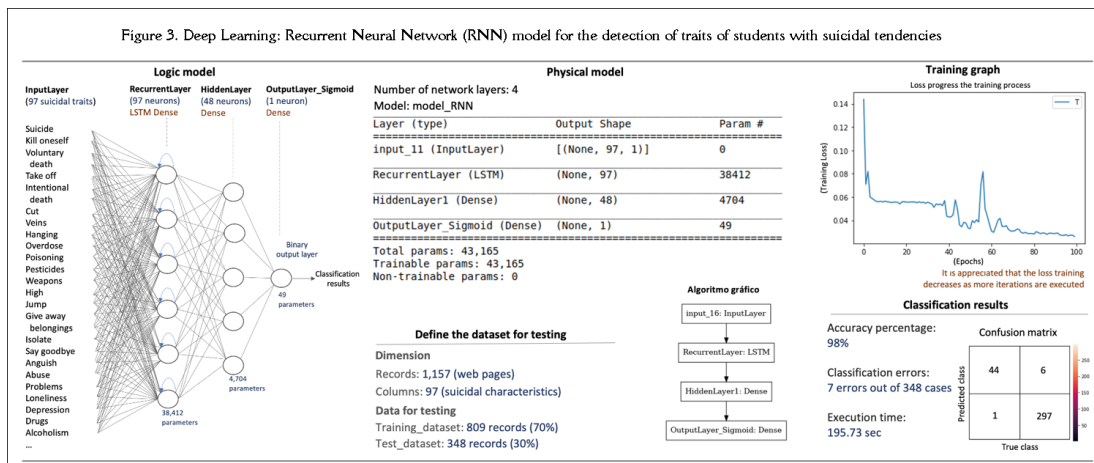 Figure 3. Deep Learning: Recurrent Neural Network (RNN) model for the detection of traits of students with suicidal tendencies
Logic model
InputLayer
(97 suicidal traits)
RecurrentLayer
(97 neurons)
LSTM Dense
HiddenLayer
(48 neurons)
Dense
OutputLayer_Sigmoid
(1 neuron)
Dense
Suicide
Kill oneself
Voluntary
death
Take off
Intentional
death
Cut
Veins
Hanging
Overdose
Poisoning
Pesticides
Weapons
High
Jump
Give away
belongings
Isolate
Say goodbye
Anguish
Abuse
Problems
Loneliness
Depression
Drugs
Alcoholism
...
38,412
parameters
4,704
parameters
Binary
output layer
49
parameters
Classification
results
Physical model
Number of network layers: 4
Model: model_RNN
Layer (type) Output Shape Param #
input_11 (InputLayer) [(None, 97, 1)] 0
RecurrentLayer (LSTM) (None, 97) 38412
HiddenLayer1 (Dense) (None, 48) 4704
OutputLayer_Sigmoid (Dense) (None, 1) 49
Total params: 43,165
Trainable params: 43,165
Non-trainable params: 0
Define the dataset for testing
Dimension
Records: 1,157 (web pages)
Columns: 97 (suicidal characteristics)
Data for testing
Training_dataset: 809 records (70%)
Test_dataset: 348 records (30%)
Algoritmo gráfico
input_16: InputLayer
RecurrentLayer: LSTM
HiddenLayer1: Dense
OutputLayer_Sigmoid: Dense
Training graph
Loss progress the training process
T
(Training Loss)
0.14
0.12
0.10
0.08
0.06
0.04
0 20 40 60 80 100
(Epochs)
It is appreciated that the loss training
decreases as more iterations are executed
Classification results
Accuracy percentage:
98%
Classification errors:
7 errors out of 348 cases
Execution time:
195.73 sec
Confusion matrix
Predicted class
44 6
1 297
True class
250
200
150
100
50